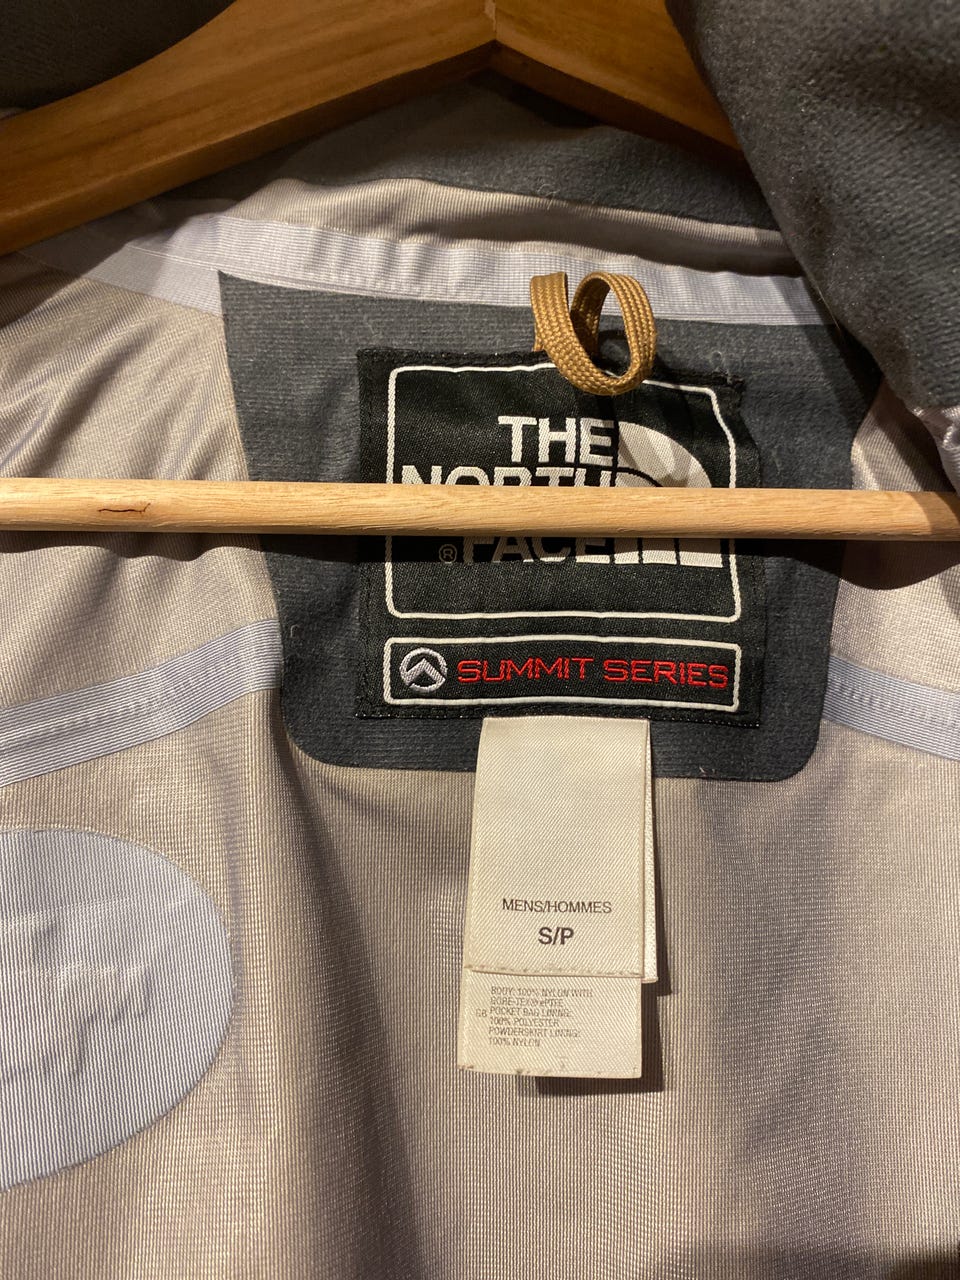 THE
NORTH
® FACE
SUMMIT SERIES
MENS/HOMMES
S/P
BODY: 100% NYLON WITH
GORE-TEX® ePTFE
GB POCKET BAG LINING:
100% POLYESTER
POWDERSKIRT LINING:
100% NYLON